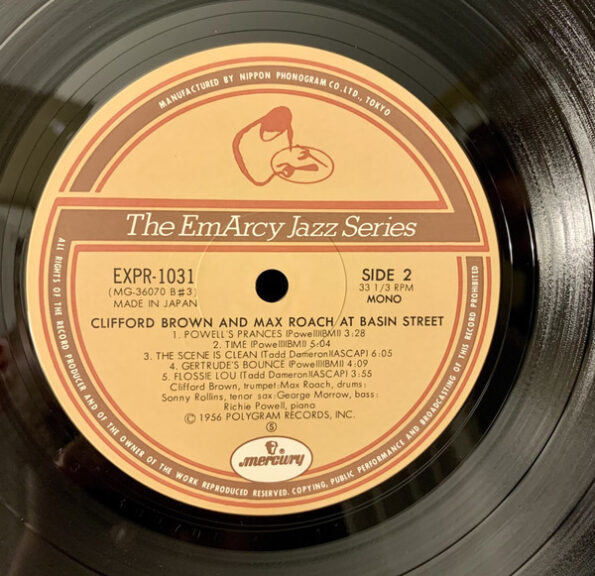 MANUFACTURED BY NIPPON PHONOGRAM CO., LTD., TOKYO
The EmArcy Jazz Series
EXPR-1031
(MG-36070 B#3)
MADE IN JAPAN
SIDE 2
33 1/3 RPM
MONO
CLIFFORD BROWN AND MAX ROACH AT BASIN STREET
1. POWELL'S PRANCES (Powell)(BMI) 3:28
2. TIME (Powell)(BMI) 5:04
3. THE SCENE IS CLEAN (Tadd Dameron)(ASCAP) 6:05
4. GERTRUDE'S BOUNCE (Powell)(BMI) 4:09
5. FLOSSIE LOU (Tadd Dameron)(ASCAP) 3:55
Clifford Brown, trumpet: Max Roach, drums:
Sonny Rollins, tenor sax: George Morrow, bass:
Richie Powell, piano
© 1956 POLYGRAM RECORDS, INC.
Ⓢ
mercury
ALL RIGHTS OF THE RECORD PRODUCER AND OF THE OWNER OF THE WORK REPRODUCED RESERVED. COPYING, PUBLIC PERFORMANCE AND BROADCASTING OF THIS RECORD PROHIBITED